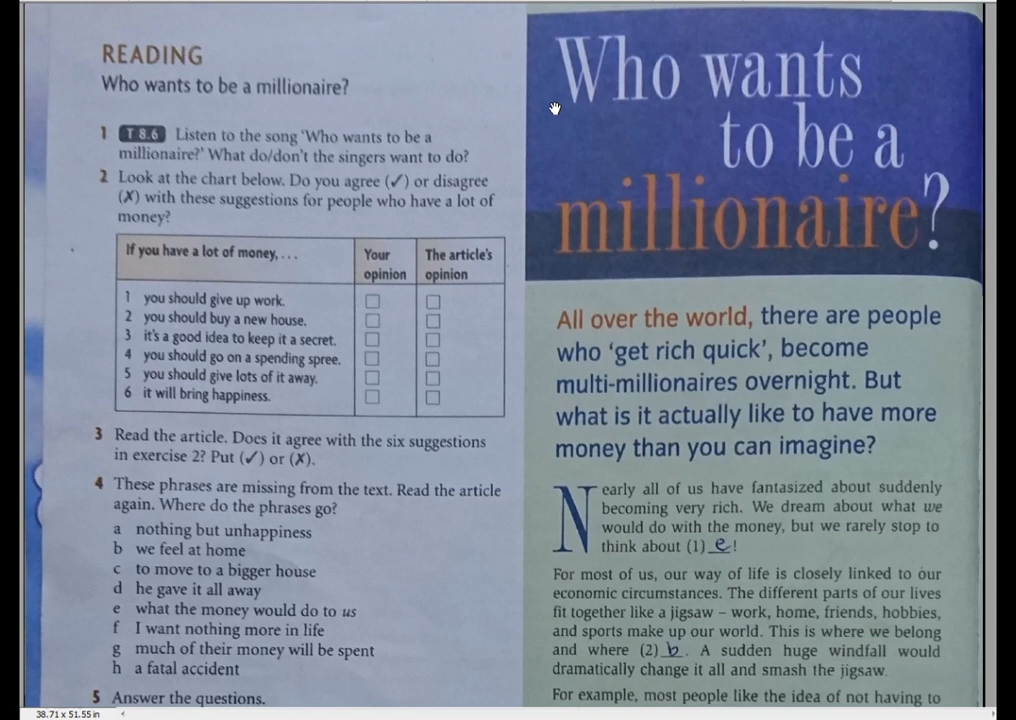 READING
Who wants to be a millionaire?
1 T 8.6 Listen to the song 'Who wants to be a
millionaire?' What do/don't the singers want to do?
2 Look at the chart below. Do you agree (✓) or disagree
(✗) with these suggestions for people who have a lot of
money?
If you have a lot of money, . . .
Your
opinion
The article's
opinion
1 you should give up work.
2 you should buy a new house.
3 it's a good idea to keep it a secret.
4 you should go on a spending spree.
5 you should give lots of it away.
6 it will bring happiness.
3 Read the article. Does it agree with the six suggestions
in exercise 2? Put (✓) or (✗).
4 These phrases are missing from the text. Read the article
again. Where do the phrases go?
a nothing but unhappiness
b we feel at home
c to move to a bigger house
d he gave it all away
e what the money would do to us
f I want nothing more in life
g much of their money will be spent
h a fatal accident
5 Answer the questions.
Who wants
to be a
millionaire?
All over the world, there are people
who 'get rich quick', become
multi-millionaires overnight. But
what is it actually like to have more
money than you can imagine?
Nearly all of us have fantasized about suddenly
becoming very rich. We dream about what we
would do with the money, but we rarely stop to
think about (1) e !
For most of us, our way of life is closely linked to our
economic circumstances. The different parts of our lives
fit together like a jigsaw – work, home, friends, hobbies,
and sports make up our world. This is where we belong
and where (2) b . A sudden huge windfall would
dramatically change it all and smash the jigsaw.
For example, most people like the idea of not having to
38.71 x 51.55 in